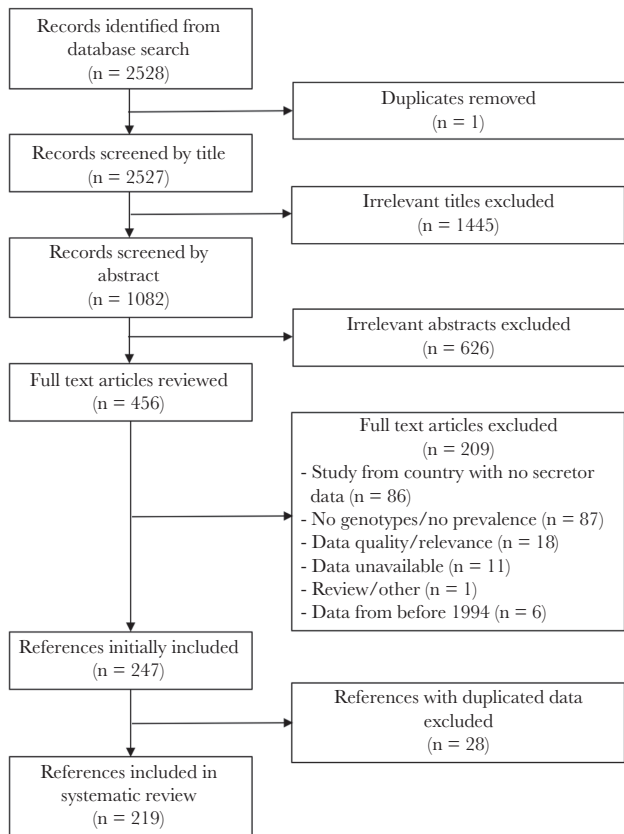 Records identified from
database search
(n = 2528)
Duplicates removed
(n = 1)
Records screened by title
(n = 2527)
Irrelevant titles excluded
(n = 1445)
Records screened by
abstract
(n = 1082)
Irrelevant abstracts excluded
(n = 626)
Full text articles reviewed
(n = 456)
Full text articles excluded
(n = 209)
- Study from country with no secretor
data (n = 86)
- No genotypes/no prevalence (n = 87)
- Data quality/relevance (n = 18)
- Data unavailable (n = 11)
- Review/other (n = 1)
- Data from before 1994 (n = 6)
References initially included
(n = 247)
References with duplicated data
excluded
(n = 28)
References included in
systematic review
(n = 219)